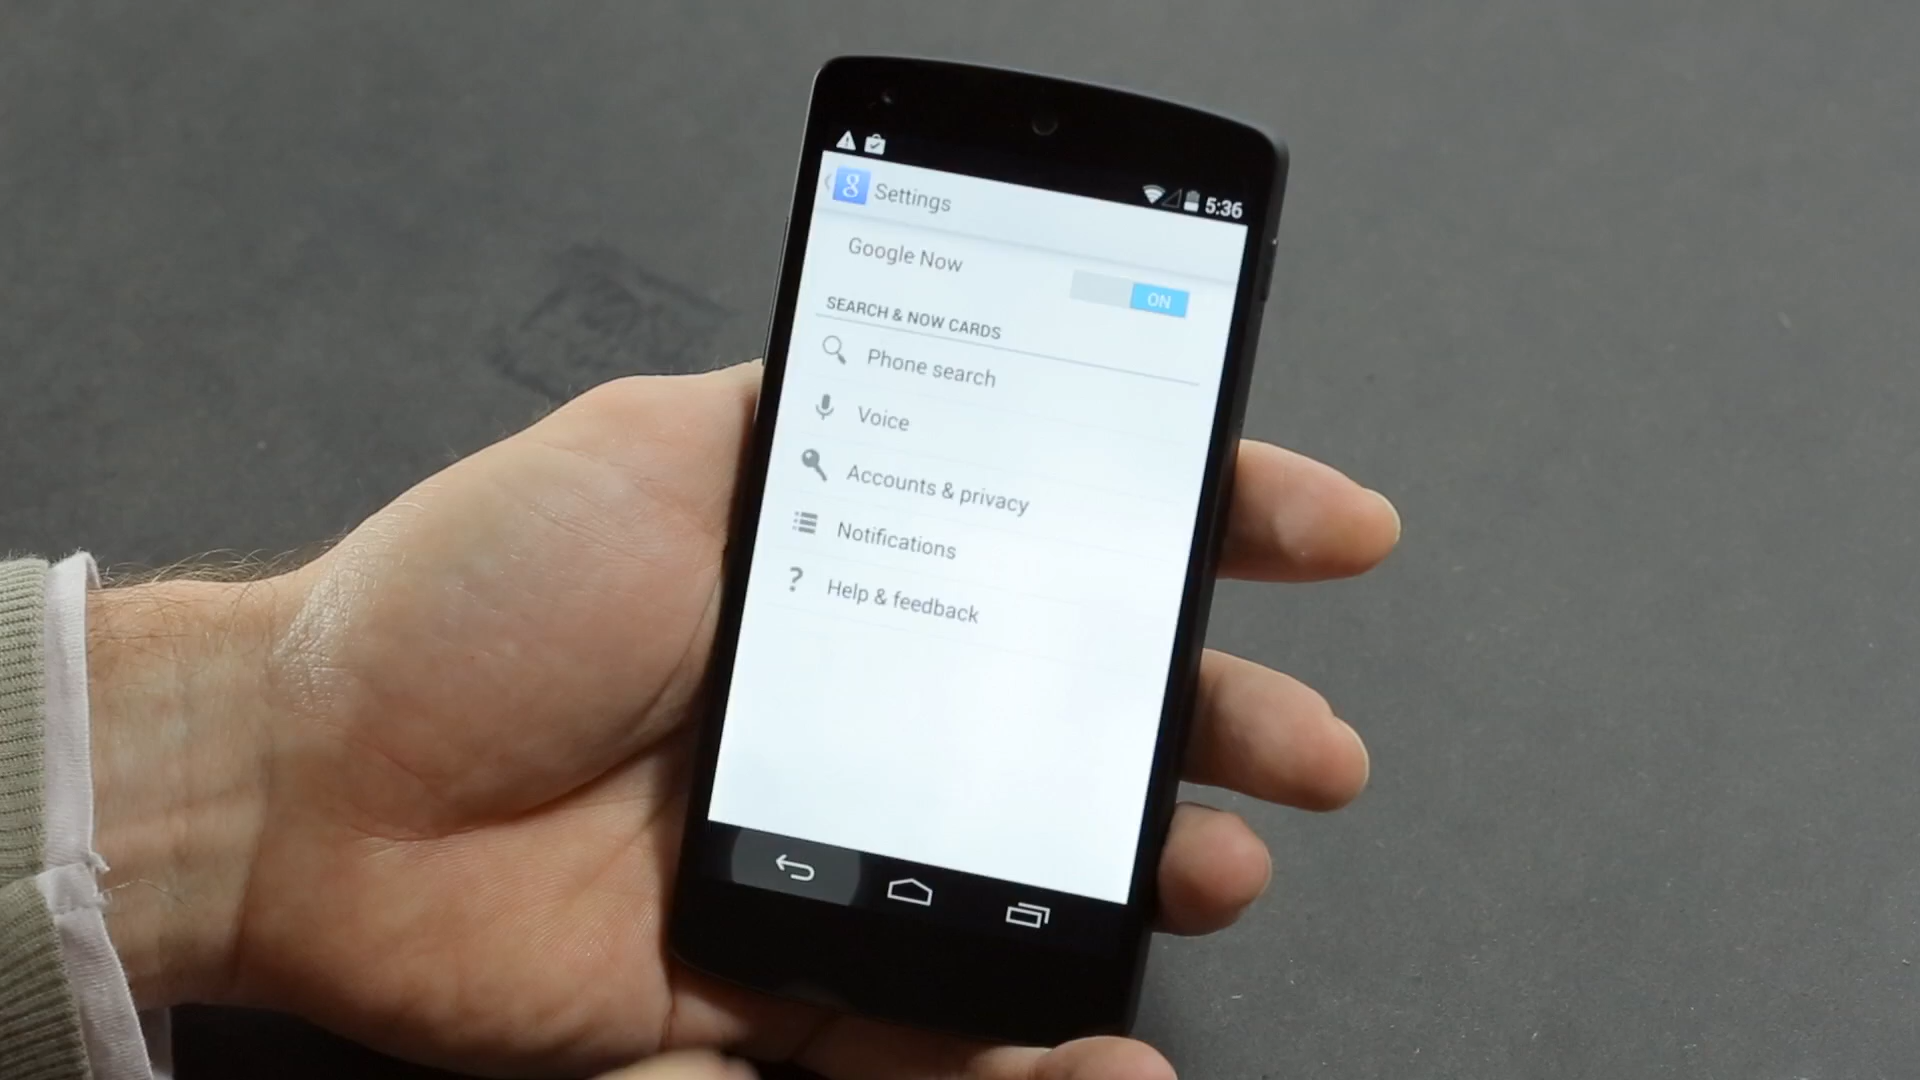 5:36
g Settings
Google Now
ON
SEARCH & NOW CARDS
Phone search
Voice
Accounts & privacy
Notifications
? Help & feedback